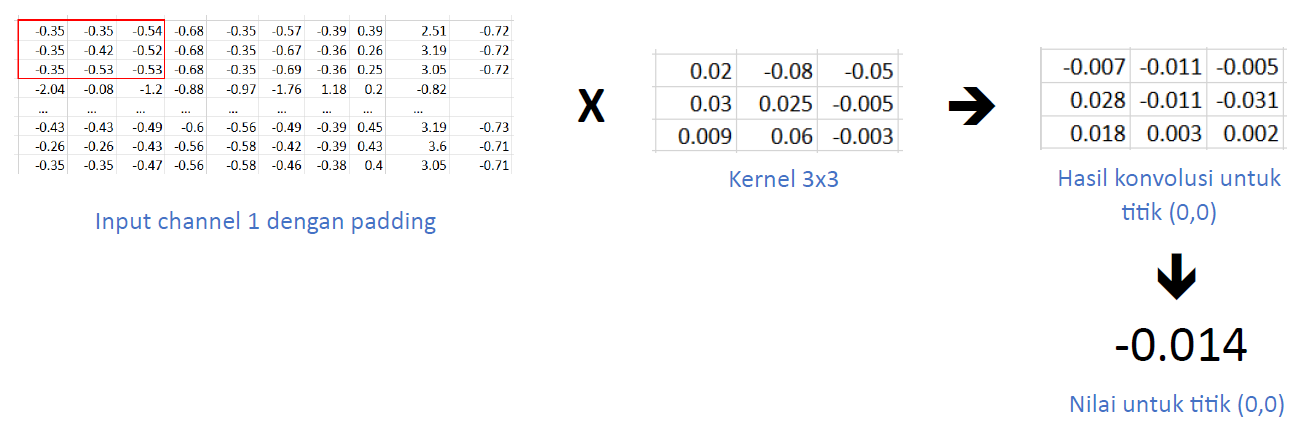 -0.35 -0.35 -0.54 -0.68 -0.35 -0.57 -0.39 0.39 2.51 -0.72
-0.35 -0.42 -0.52 -0.68 -0.35 -0.67 -0.36 0.26 3.19 -0.72
-0.35 -0.53 -0.53 -0.68 -0.35 -0.69 -0.36 0.25 3.05 -0.72
-2.04 -0.08 -1.2 -0.88 -0.97 -1.76 1.18 0.2 -0.82
... ... ... ... ... ... ... ... ...
-0.43 -0.43 -0.49 -0.6 -0.56 -0.49 -0.39 0.45 3.19 -0.73
-0.26 -0.26 -0.43 -0.56 -0.58 -0.42 -0.39 0.43 3.6 -0.71
-0.35 -0.35 -0.47 -0.56 -0.58 -0.46 -0.38 0.4 3.05 -0.71
Input channel 1 dengan padding
X
0.02 -0.08 -0.05
0.03 0.025 -0.005
0.009 0.06 -0.003
Kernel 3x3
-0.007 -0.011 -0.005
0.028 -0.011 -0.031
0.018 0.003 0.002
Hasil konvolusi untuk
titik (0,0)
-0.014
Nilai untuk titik (0,0)